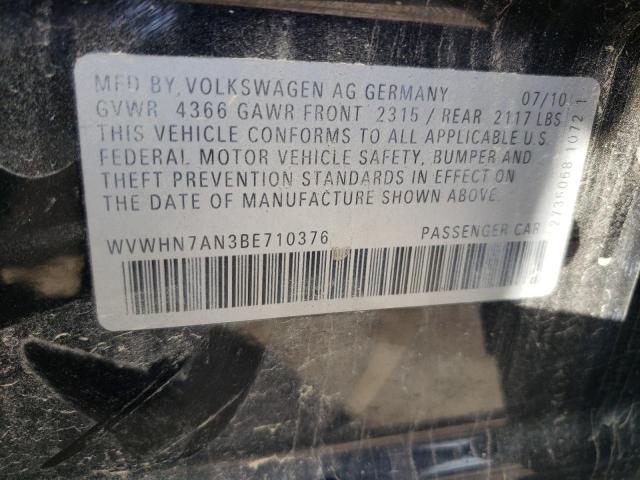 MFD BY, VOLKSWAGEN AG GERMANY 07/10
GVWR 4366 GAWR FRONT 2315 / REAR 2117 LBS
THIS VEHICLE CONFORMS TO ALL APPLICABLE U.S.
FEDERAL MOTOR VEHICLE SAFETY, BUMPER AND
THEFT PREVENTION STANDARDS IN EFFECT ON
THE DATE OF MANUFACTURE SHOWN ABOVE.
WVWHN7AN3BE710376 PASSENGER CAR